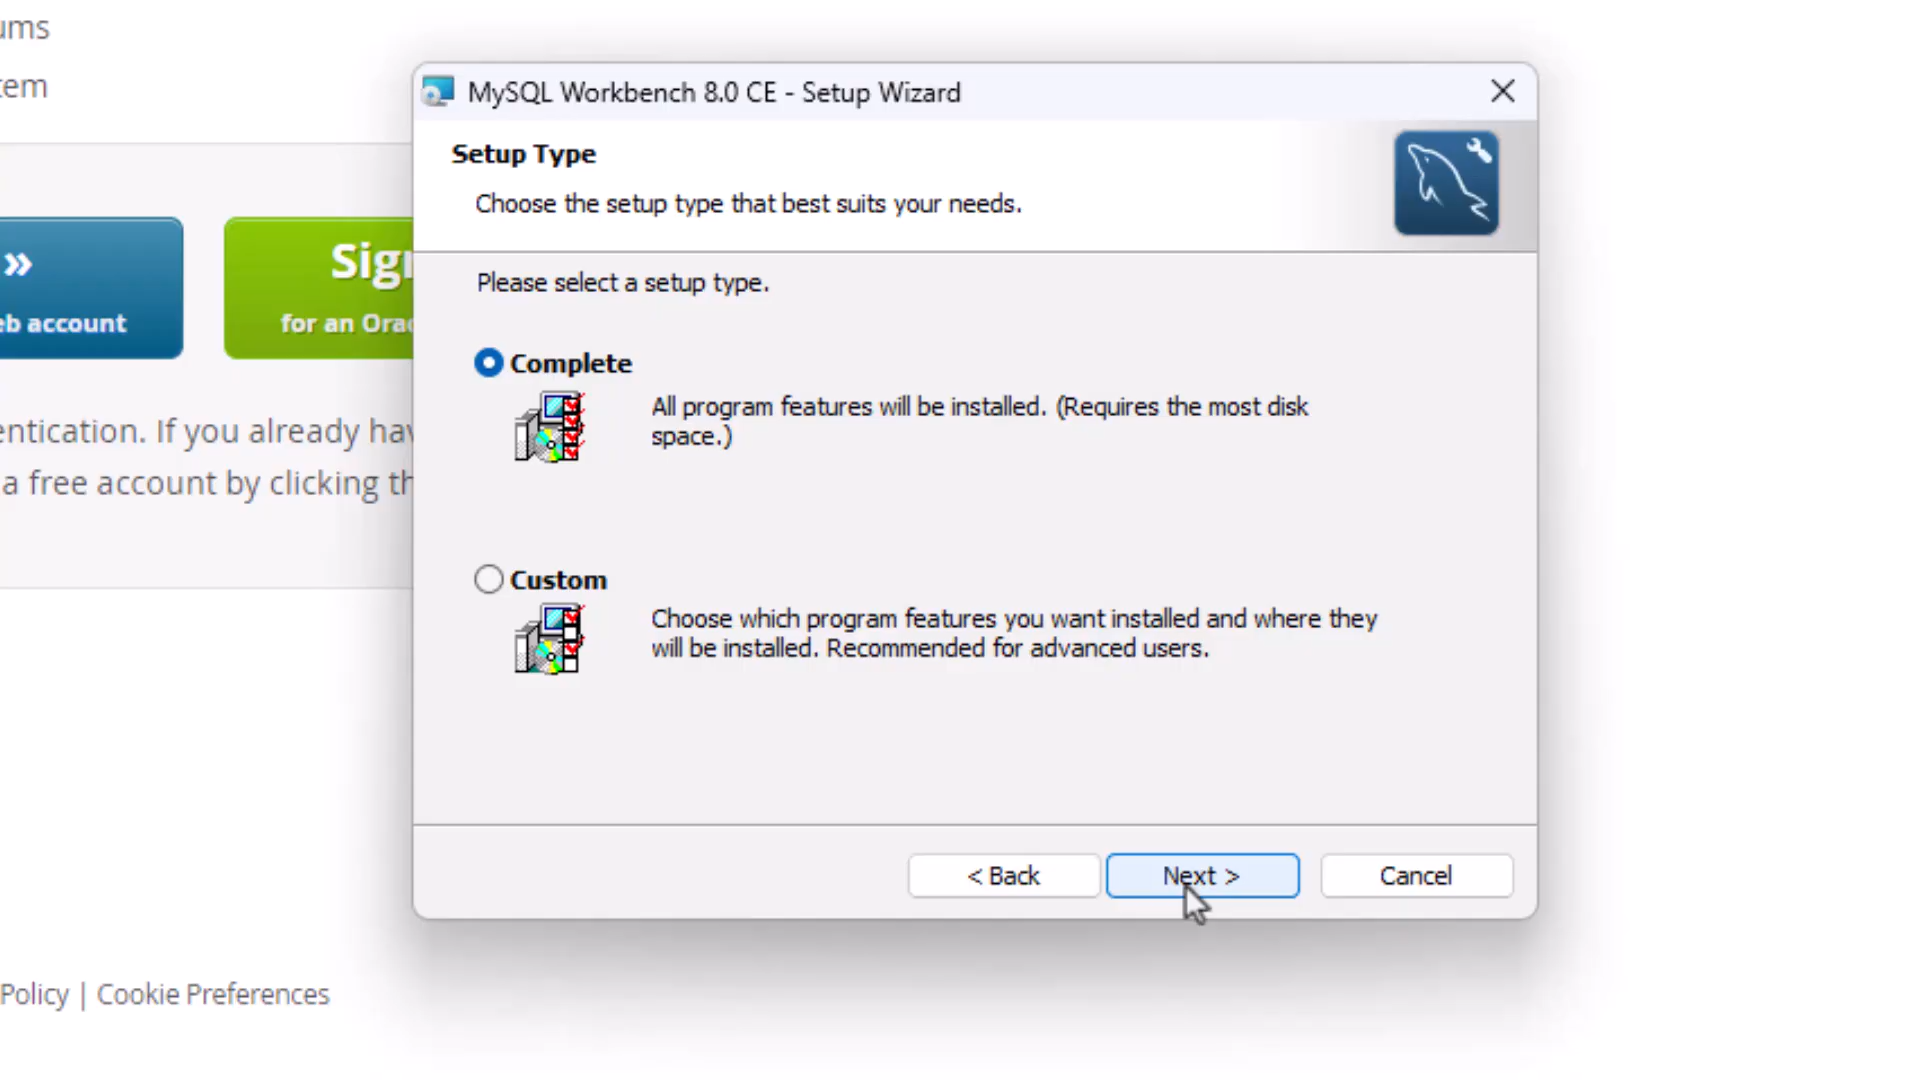 ums
tem
MySQL Workbench 8.0 CE - Setup Wizard
Setup Type
Choose the setup type that best suits your needs.
Please select a setup type.
»
eb account
Sign
for an Orac
Complete
All program features will be installed. (Requires the most disk
space.)
entication. If you already hav
a free account by clicking th
Custom
Choose which program features you want installed and where they
will be installed. Recommended for advanced users.
< Back
Next >
Cancel
Policy | Cookie Preferences